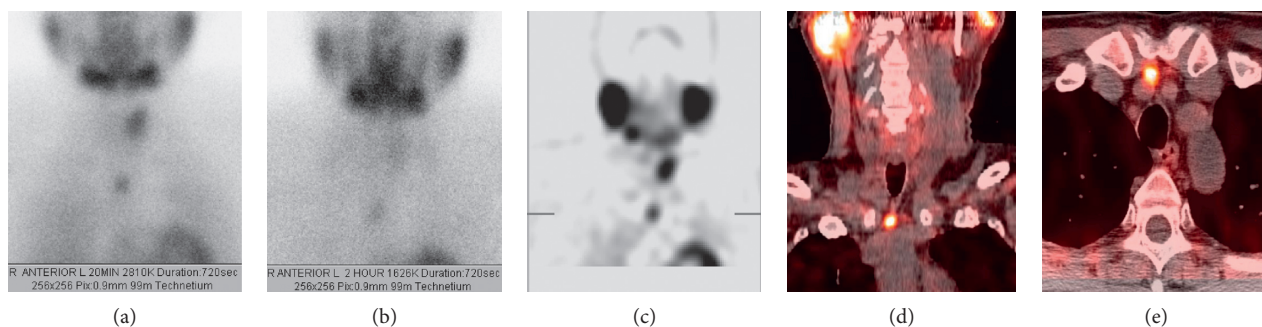 R ANTERIOR L 20MIN 2810K Duration:720sec
256x256 Pix:0.9mm 99m Technetium
R ANTERIOR L 2 HOUR 1626K Duration:720sec
256x256 Pix:0.9mm 99m Technetium
(a)
(b)
(c)
(d)
(e)